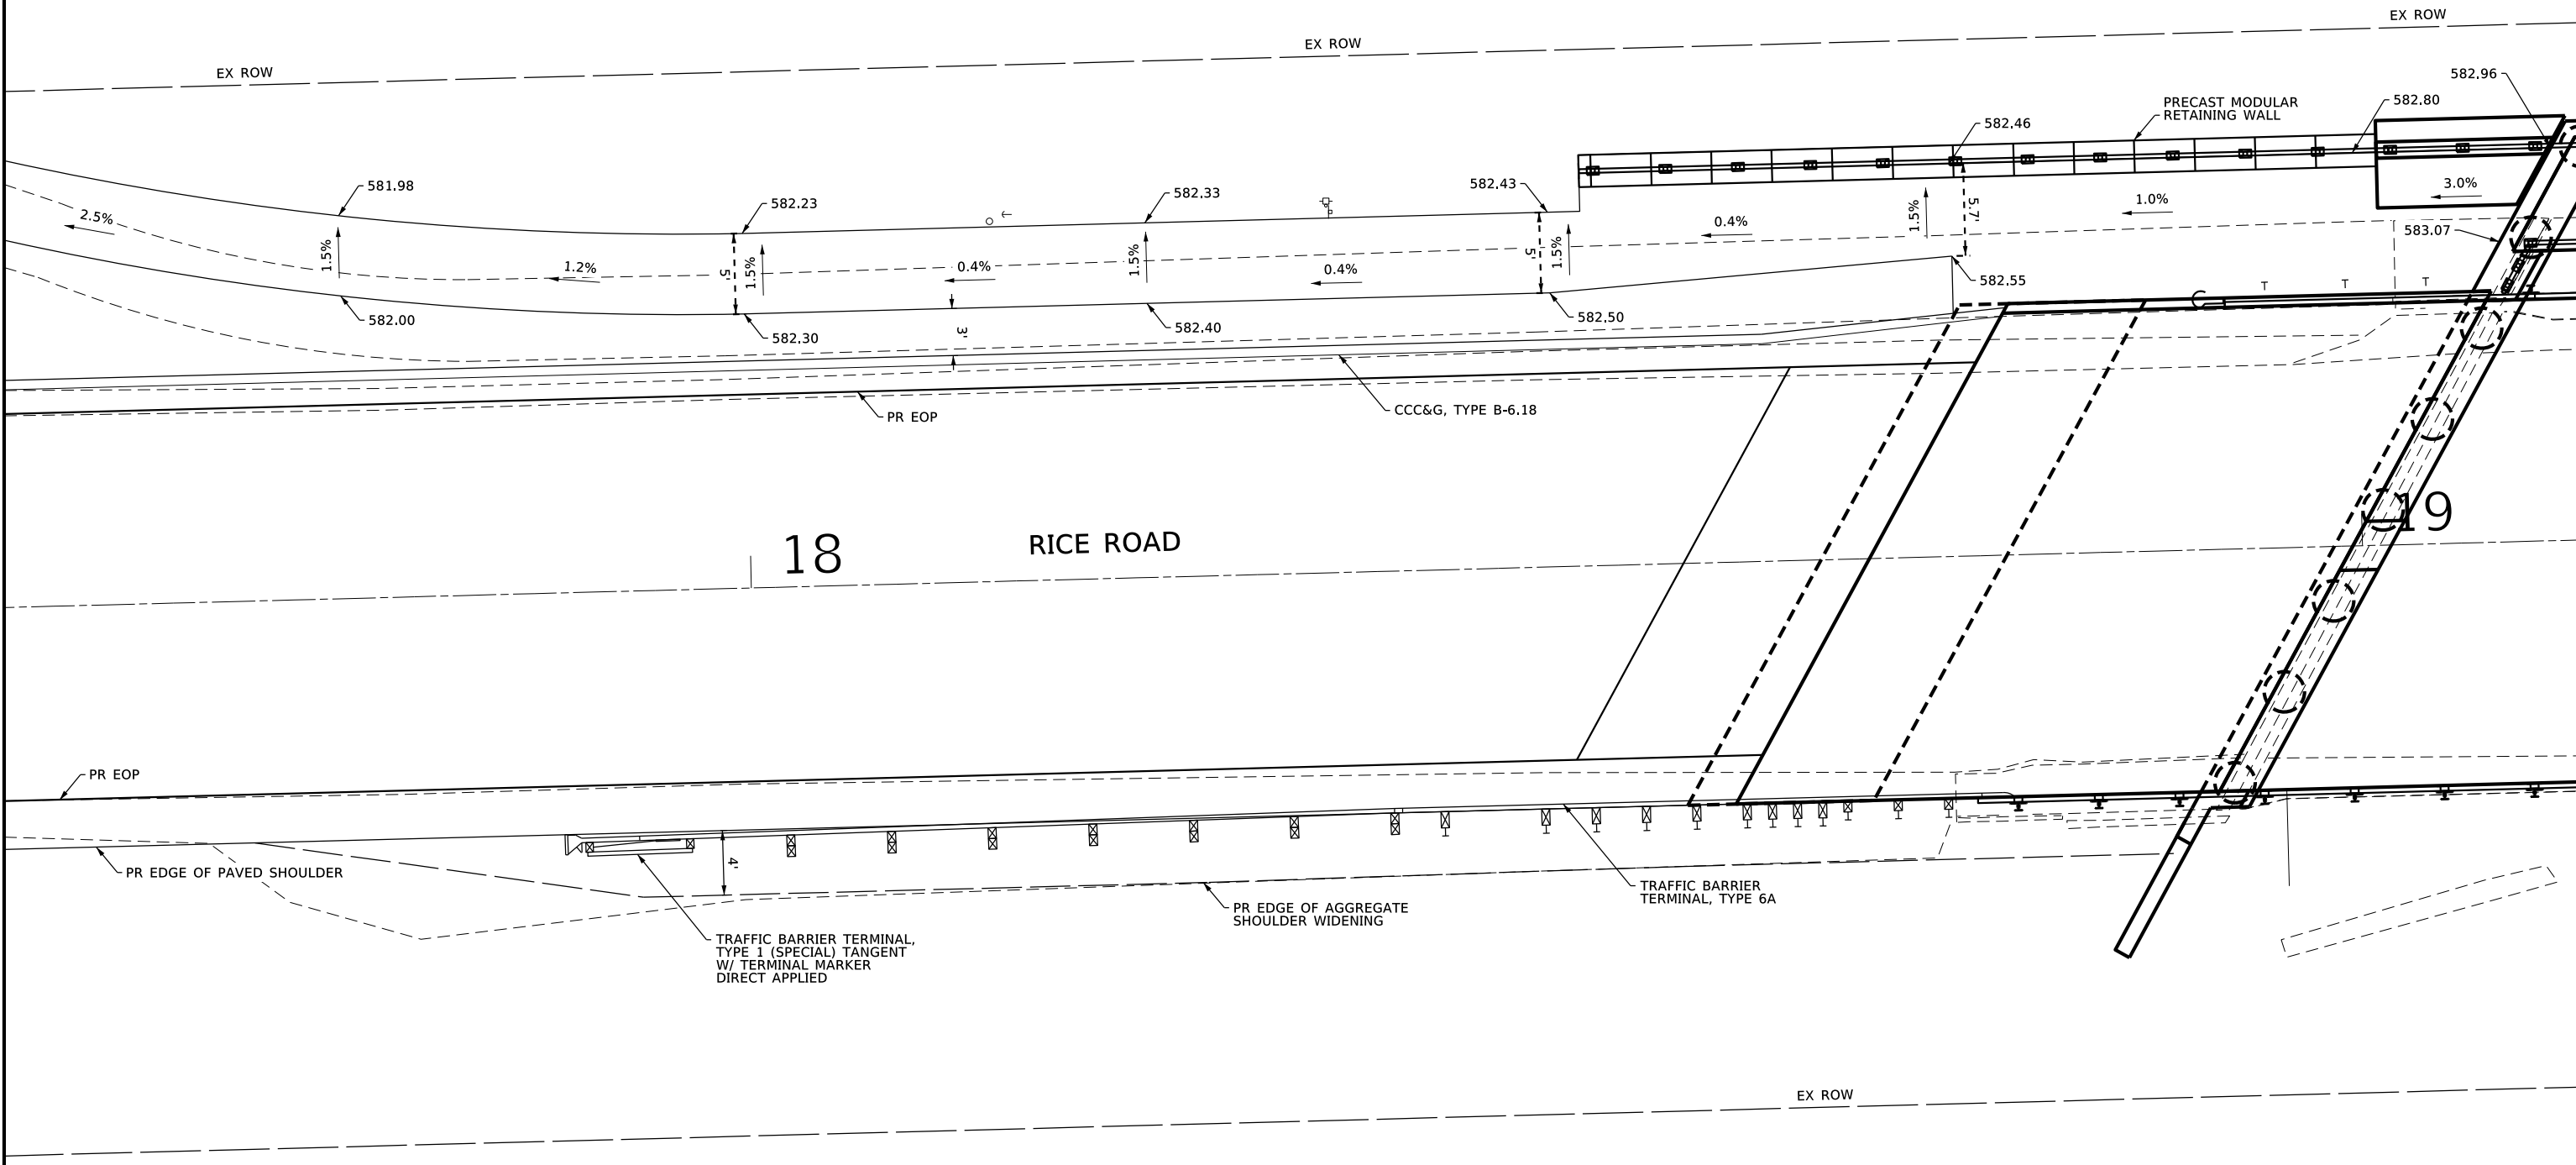 EX ROW
EX ROW
EX ROW
582.96
582.80
PRECAST MODULAR
RETAINING WALL
582.46
581.98
582.23
582.33
582.43
3.0%
1.0%
5.7'
1.5%
2.5%
0.4%
583.07
1.5%
1.2%
5'
1.5%
0.4%
1.5%
0.4%
5'
1.5%
582.55
T
T
T
582.00
582.30
3'
582.40
582.50
PR EOP
CCC&G, TYPE B-6.18
18
RICE ROAD
19
PR EOP
PR EDGE OF PAVED SHOULDER
4'
TRAFFIC BARRIER TERMINAL,
TYPE 1 (SPECIAL) TANGENT
W/ TERMINAL MARKER
DIRECT APPLIED
PR EDGE OF AGGREGATE
SHOULDER WIDENING
TRAFFIC BARRIER
TERMINAL, TYPE 6A
EX ROW